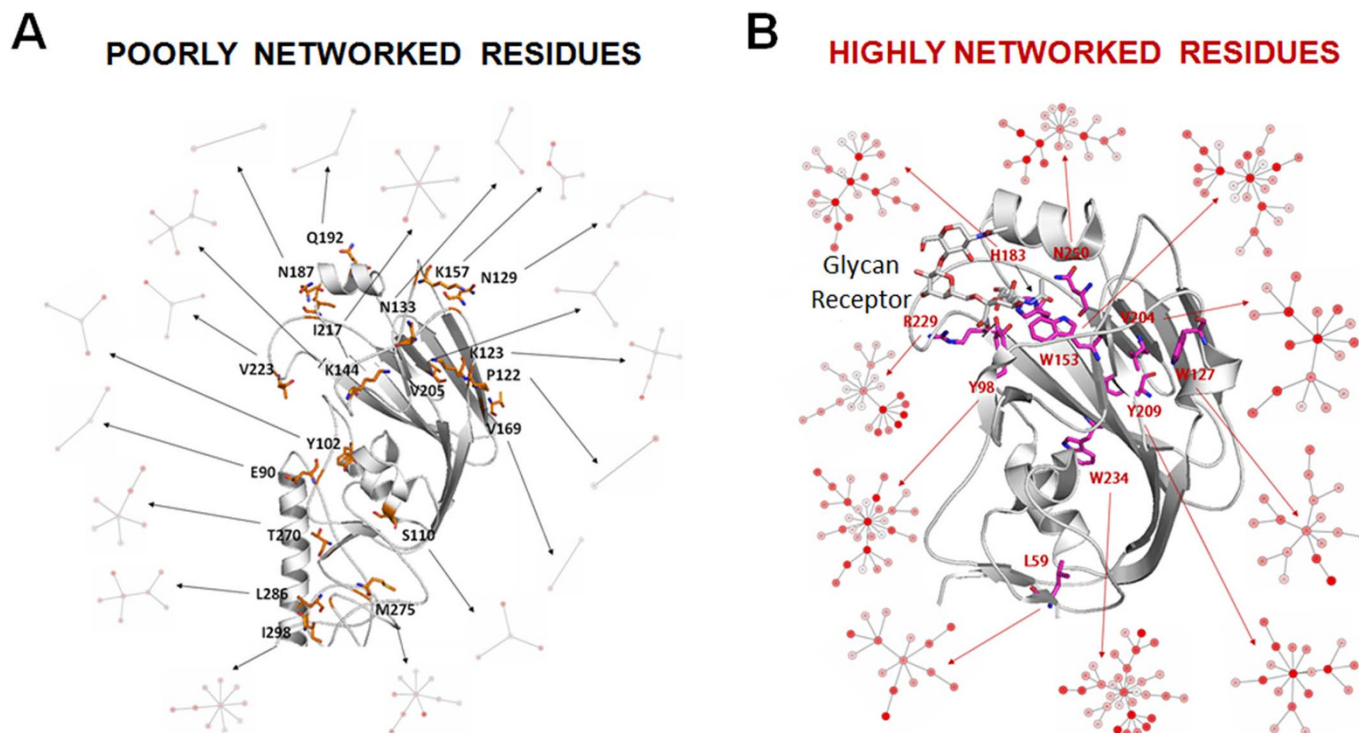 A
POORLY NETWORKED RESIDUES
Q192
N187
K157
N129
N133
I217
K123
V223
K144
V205
P122
V169
Y102
E90
T270
S110
L286
M275
I298
B
HIGHLY NETWORKED RESIDUES
H183
N250
Glycan
Receptor
R229
V204
W153
Y98
W127
Y209
W234
L59